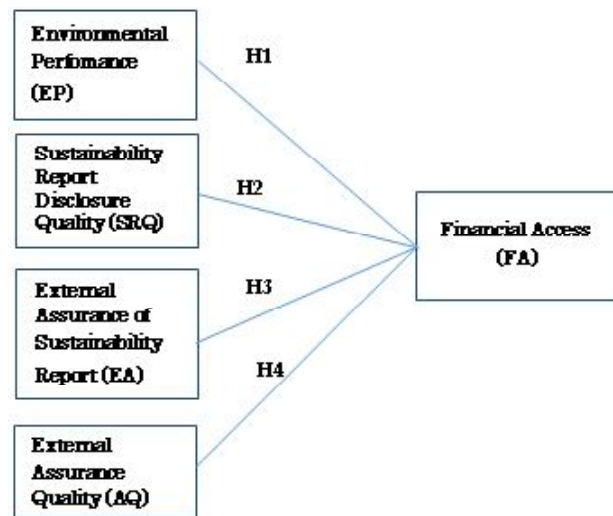 Environmental
Perfomance
(EP)
H1
Sustainability
Report
Disclosure
Quality (SRQ)
H2
External
Assurance of
Sustainability
Report (EA)
H3
External
Assurance
Quality (AQ)
H4
Financial Access
(FA)